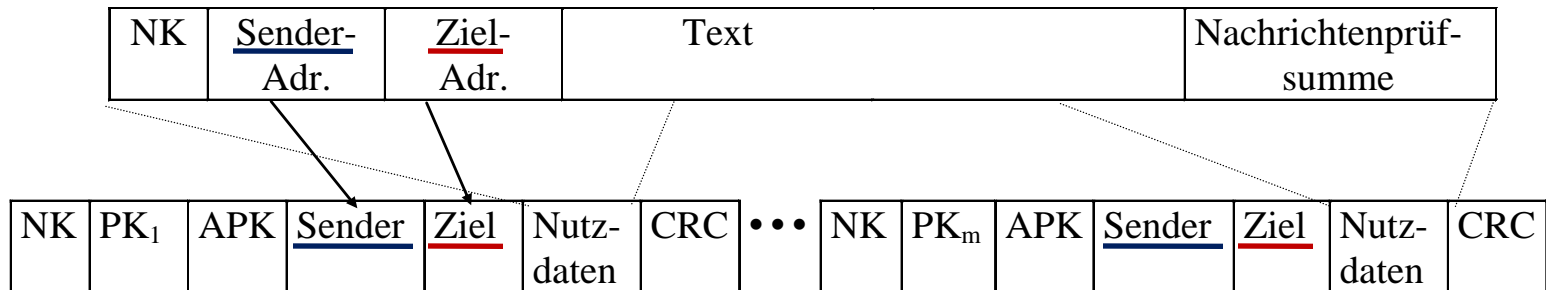 NK Sender- Ziel- Text Nachrichtenprüf-
Adr. Adr. summe
NK PK₁ APK Sender Ziel Nutz- CRC ••• NK PKₘ APK Sender Ziel Nutz- CRC
daten daten